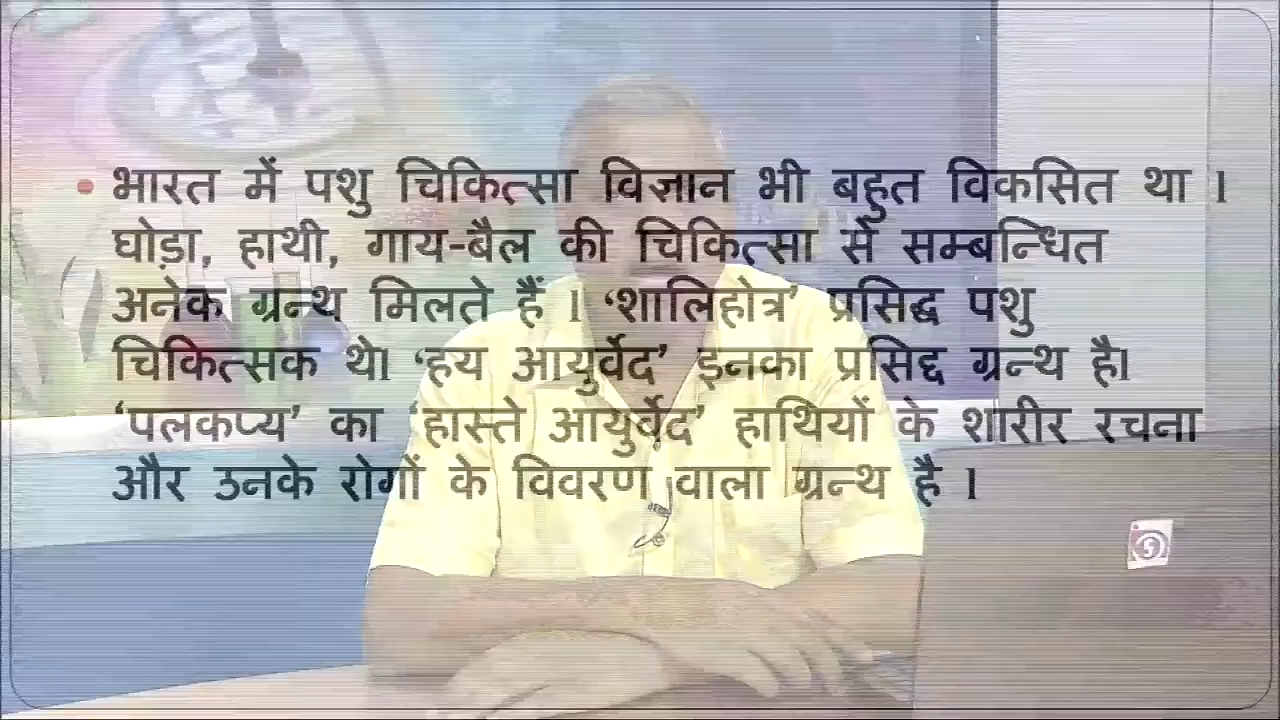 • भारत में पशु चिकित्सा विज्ञान भी बहुत विकसित था ।
घोड़ा, हाथी, गाय-बैल की चिकित्सा से सम्बन्धित
अनेक ग्रन्थ मिलते हैं । ‘शालिहोत्र’ प्रसिद्ध पशु
चिकित्सक थे। ‘हय आयुर्वेद’ इनका प्रसिद्द ग्रन्थ है।
‘पलकप्य’ का ‘हास्ते आयुर्वेद’ हाथियों के शारीर रचना
और उनके रोगों के विवरण वाला ग्रन्थ है ।